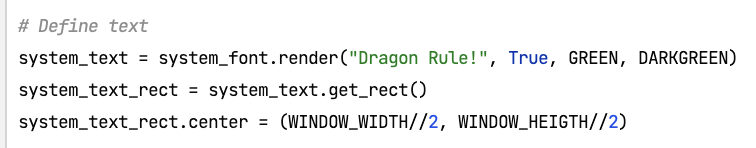 # Define text
system_text = system_font.render("Dragon Rule!", True, GREEN, DARKGREEN)
system_text_rect = system_text.get_rect()
system_text_rect.center = (WINDOW_WIDTH//2, WINDOW_HEIGTH//2)